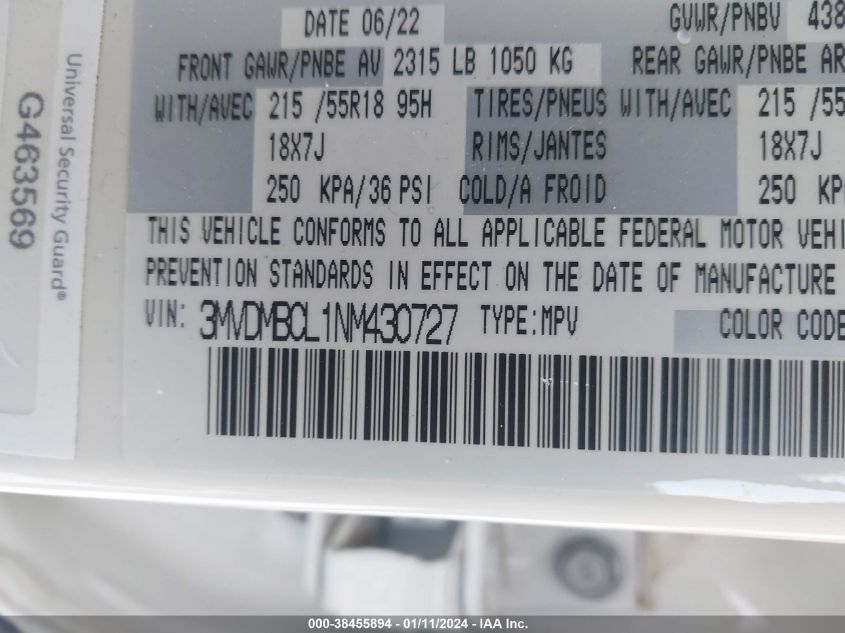 DATE 06/22
GVWR/PNBV 438
FRONT GAWR/PNBE AV 2315 LB 1050 KG
REAR GAWR/PNBE AR
WITH/AVEC 215 /55R18 95H TIRES/PNEUS WITH/AVEC 215 /55
18X7J RIMS/JANTES 18X7J
250 KPA/36 PSI COLD/A FROID 250 KP
THIS VEHICLE CONFORMS TO ALL APPLICABLE FEDERAL MOTOR VEHI
PREVENTION STANDARDS IN EFFECT ON THE DATE OF MANUFACTURE
VIN: 3MVDMBCL1NM430727 TYPE:MPV COLOR CODE
Universal Security Guard®
G463569
000-38455894 - 01/11/2024 - IAA Inc.